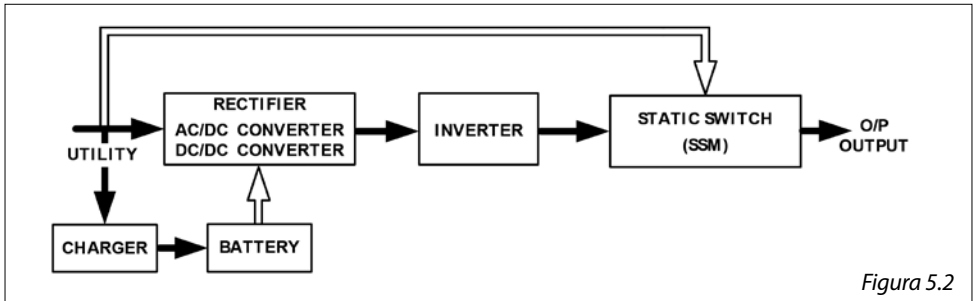 RECTIFIER
AC/DC CONVERTER
DC/DC CONVERTER
INVERTER
STATIC SWITCH
(SSM)
O/P
OUTPUT
UTILITY
CHARGER
BATTERY
Figura 5.2